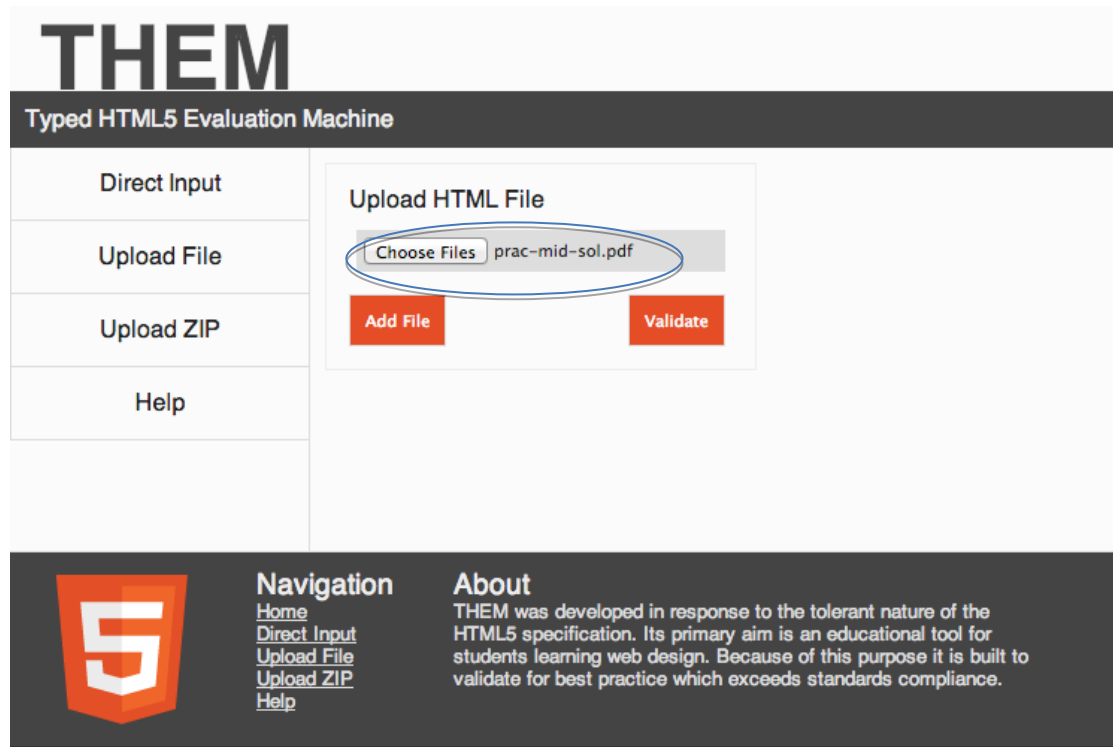 THEM
Typed HTML5 Evaluation Machine
Direct Input
Upload File
Upload ZIP
Help
Upload HTML File
Choose Files prac-mid-sol.pdf
Add File
Validate
5
Navigation
Home
Direct Input
Upload File
Upload ZIP
Help
About
THEM was developed in response to the tolerant nature of the
HTML5 specification. Its primary aim is an educational tool for
students learning web design. Because of this purpose it is built to
validate for best practice which exceeds standards compliance.